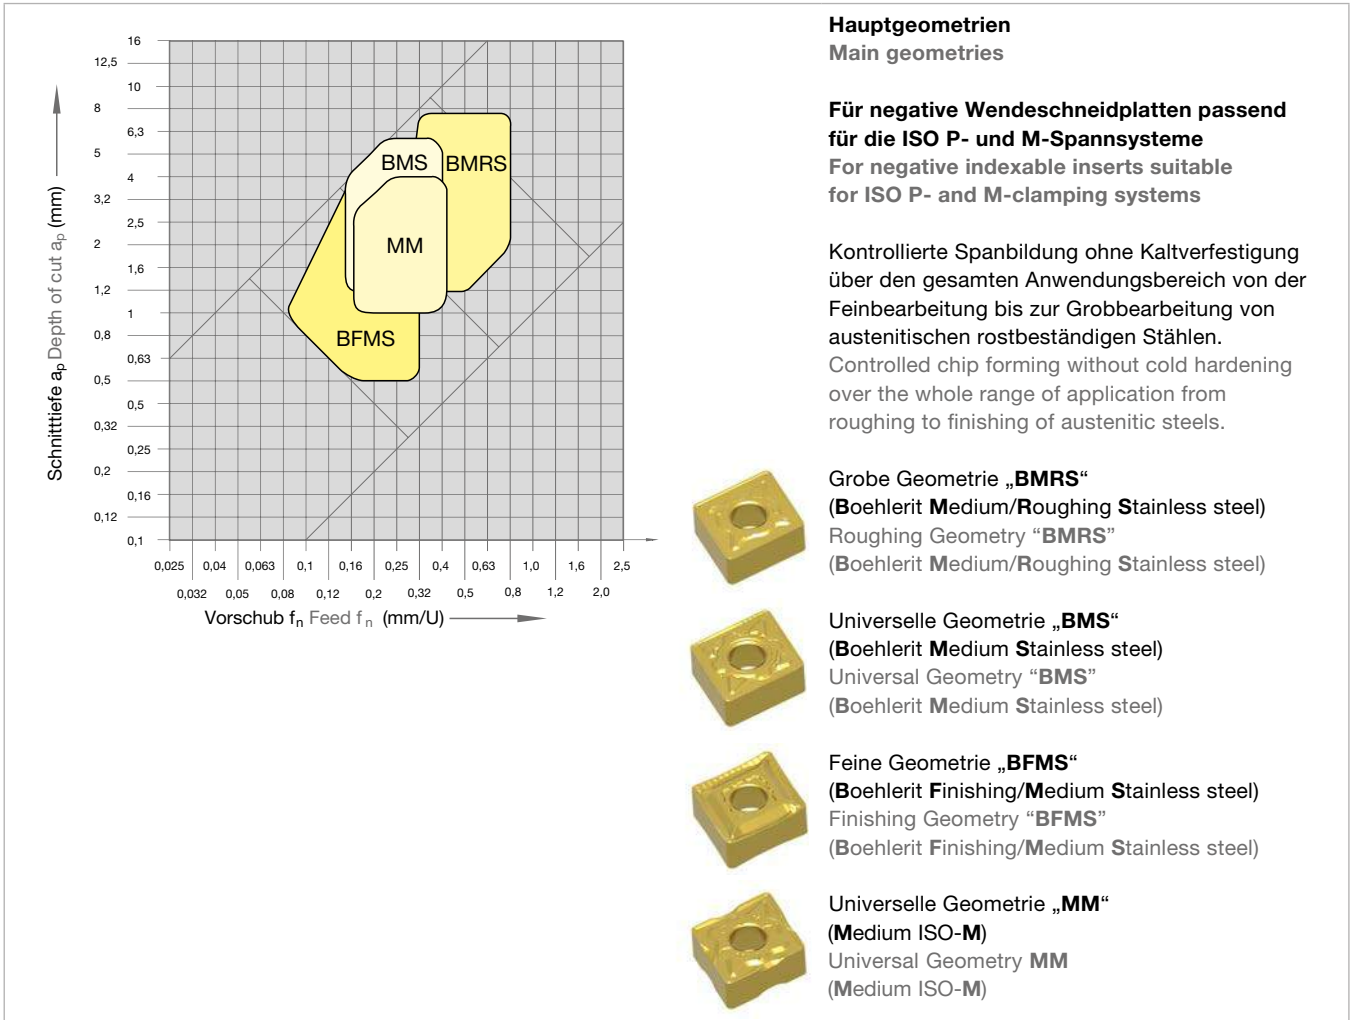 16
12,5
10
8
6,3
5
4
3,2
2,5
2
1,6
1,2
1
0,8
0,63
0,5
0,5
0,32
0,25
0,2
0,16
0,12
0,1
Schnitttiefe ap Depth of cut ap (mm)
BMS
BMRS
MM
BFMS
0,025 0,04 0,063 0,1 0,16 0,25 0,4 0,63 1,0 1,6 2,5
0,032 0,05 0,08 0,12 0,2 0,32 0,5 0,8 1,2 2,0
Vorschub fn Feed fn (mm/U)
Hauptgeometrien
Main geometries
Für negative Wendeschneidplatten passend
für die ISO P- und M-Spannsysteme
For negative indexable inserts suitable
for ISO P- and M-clamping systems
Kontrollierte Spanbildung ohne Kaltverfestigung
über den gesamten Anwendungsbereich von der
Feinbearbeitung bis zur Grobbearbeitung von
austenitischen rostbeständigen Stählen.
Controlled chip forming without cold hardening
over the whole range of application from
roughing to finishing of austenitic steels.
Grobe Geometrie „BMRS“
(Boehlerit Medium/Roughing Stainless steel)
Roughing Geometry “BMRS”
(Boehlerit Medium/Roughing Stainless steel)
Universelle Geometrie „BMS“
(Boehlerit Medium Stainless steel)
Universal Geometry “BMS”
(Boehlerit Medium Stainless steel)
Feine Geometrie „BFMS“
(Boehlerit Finishing/Medium Stainless steel)
Finishing Geometry “BFMS”
(Boehlerit Finishing/Medium Stainless steel)
Universelle Geometrie „MM“
(Medium ISO-M)
Universal Geometry MM
(Medium ISO-M)